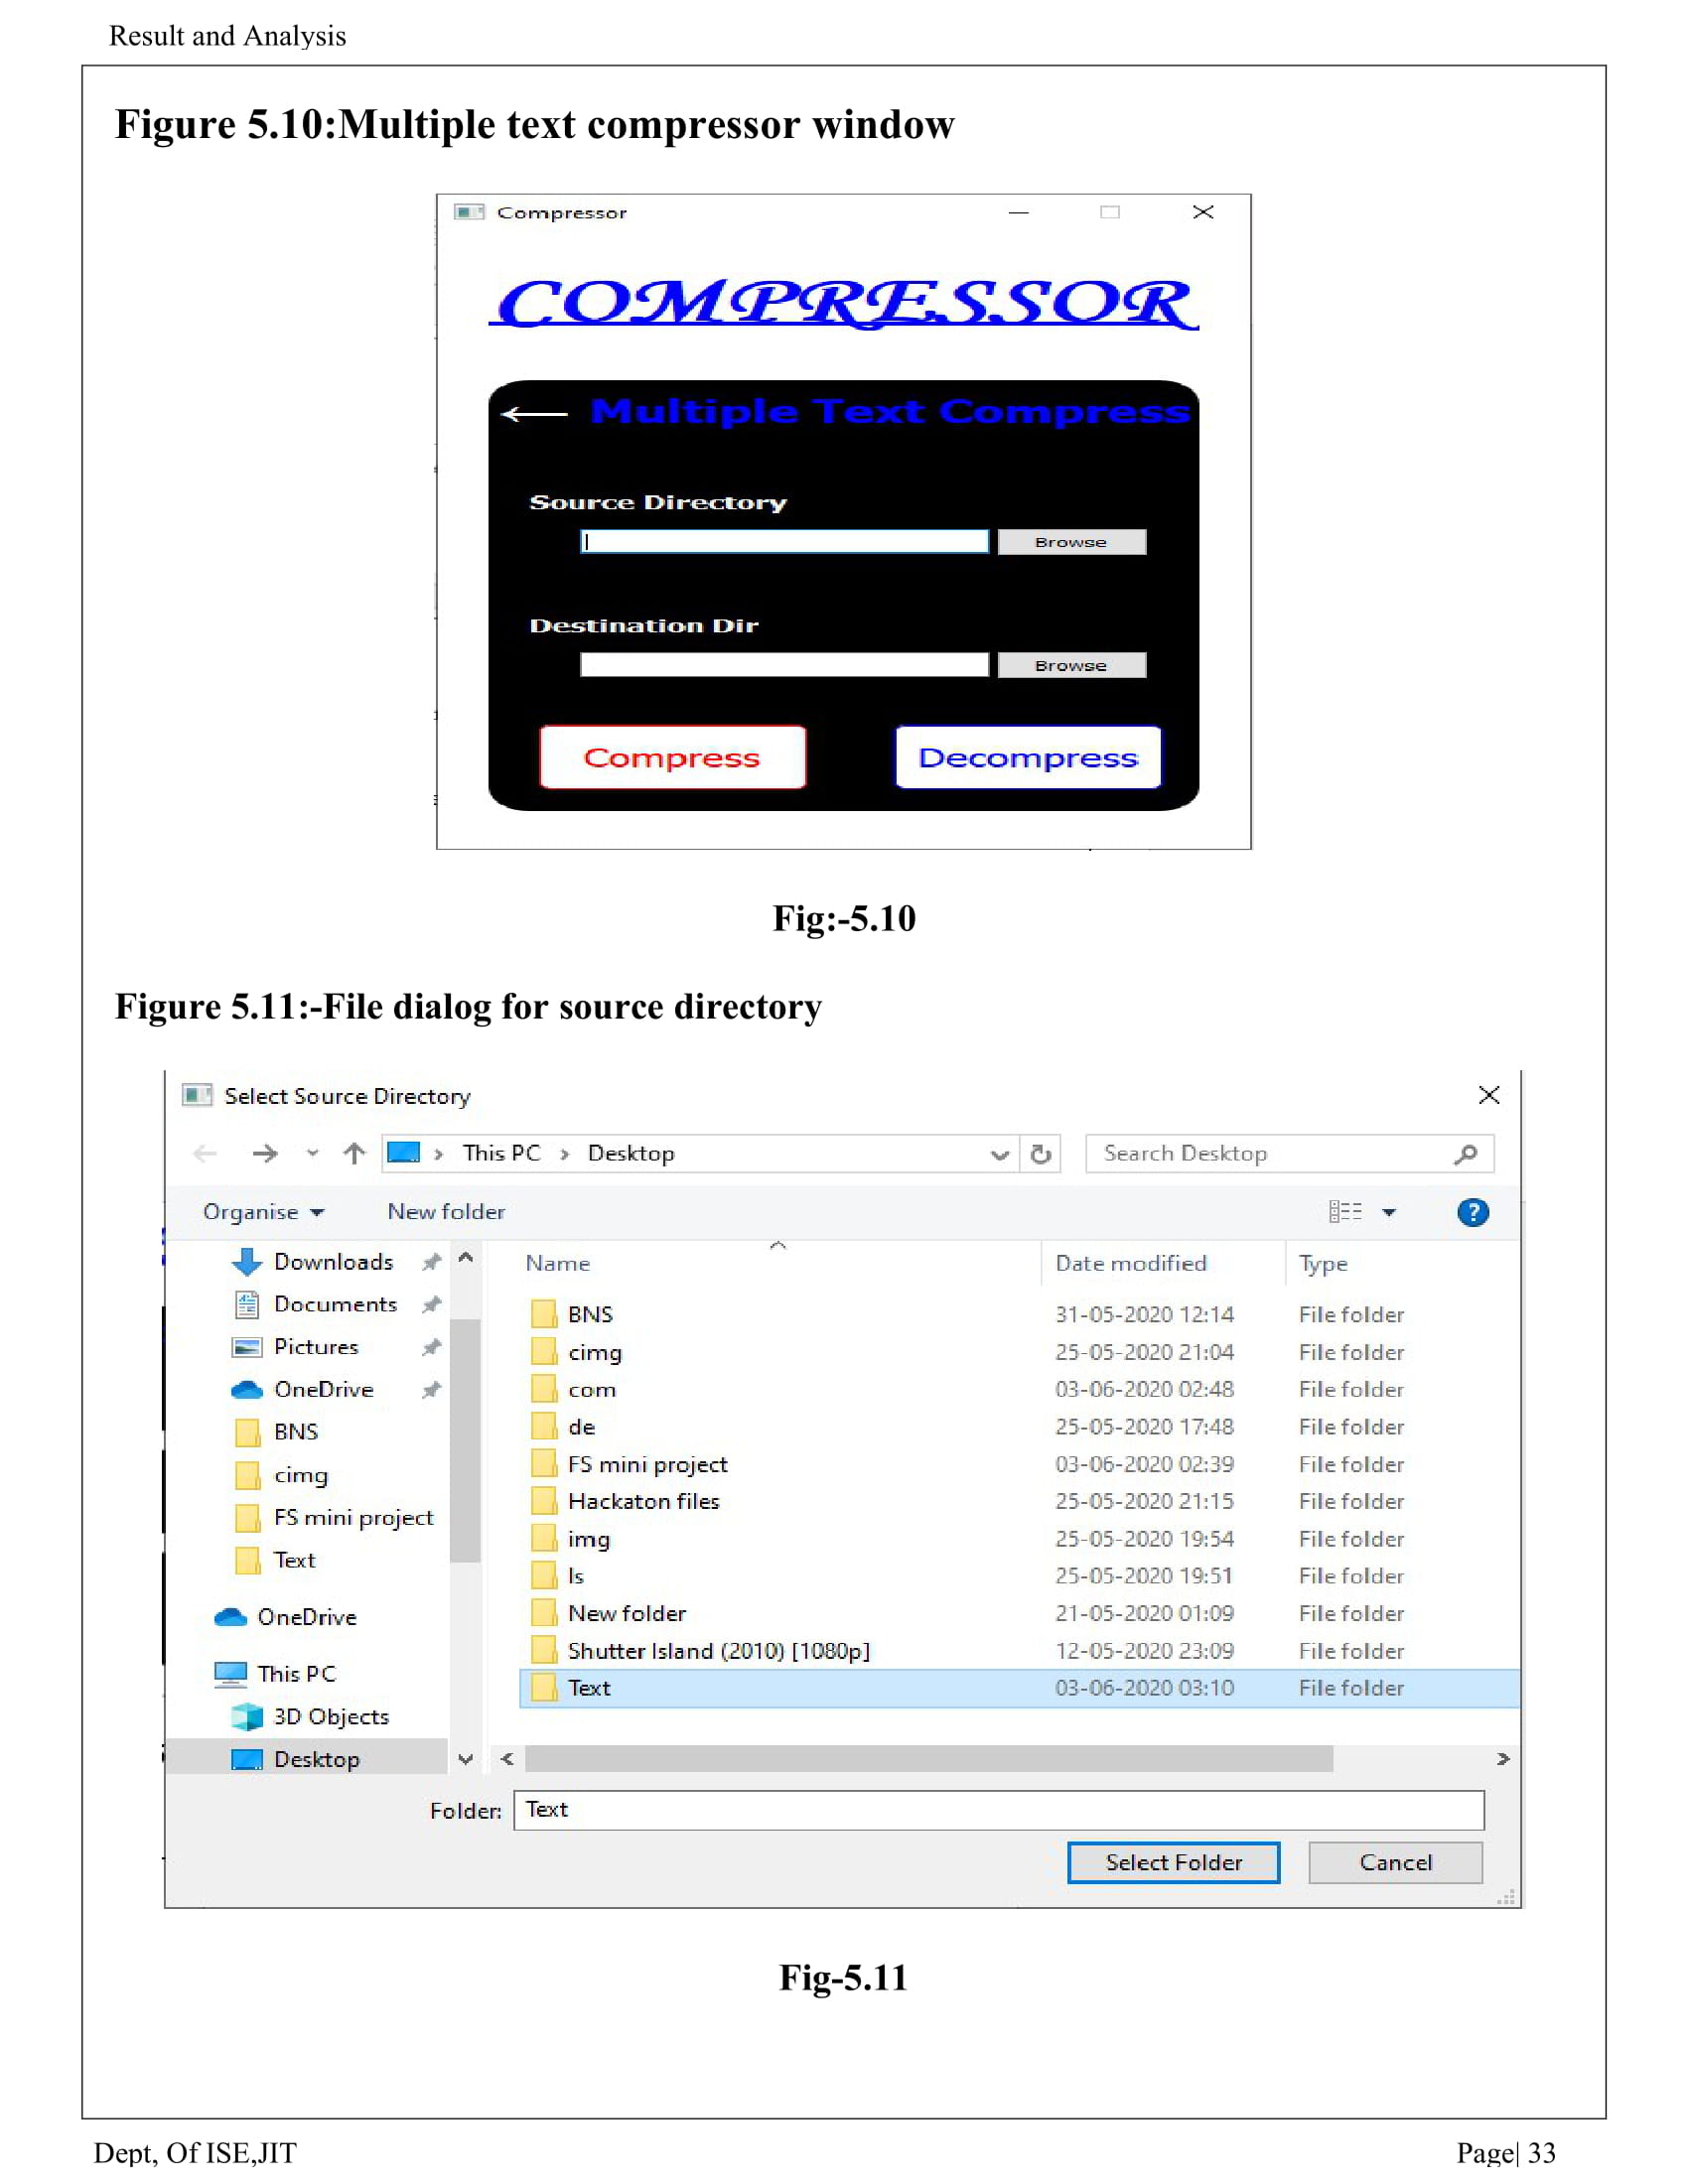 Result and Analysis
Figure 5.10:Multiple text compressor window
Compressor
COMPRESSOR
Multiple Text Compress
Source Directory
Browse
Destination Dir
Browse
Compress Decompress
Fig:-5.10
Figure 5.11:-File dialog for source directory
Select Source Directory
This PC Desktop Search Desktop
Organise New folder
Downloads
Documents
Pictures
OneDrive
BNS
cimg
FS mini project
Text
OneDrive
This PC
3D Objects
Desktop
Name Date modified Type
BNS 31-05-2020 12:14 File folder
cimg 25-05-2020 21:04 File folder
com 03-06-2020 02:48 File folder
de 25-05-2020 17:48 File folder
FS mini project 03-06-2020 02:39 File folder
Hackaton files 25-05-2020 21:15 File folder
img 25-05-2020 19:54 File folder
ls 25-05-2020 19:51 File folder
New folder 21-05-2020 01:09 File folder
Shutter Island (2010) [1080p] 12-05-2020 23:09 File folder
Text 03-06-2020 03:10 File folder
Folder: Text
Select Folder Cancel
Fig-5.11
Dept, Of ISE,JIT Page| 33